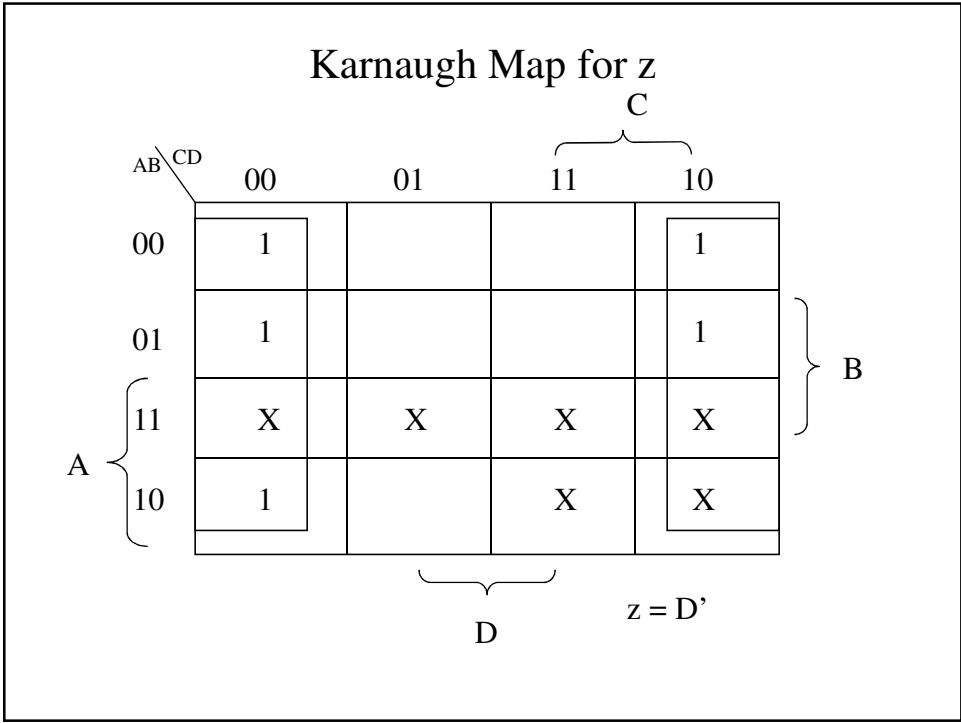 Karnaugh Map for z
C
AB CD
00 01 11 10
00 1 1
01 1 1
B
11 X X X X
A
10 1 X X
z = D’
D